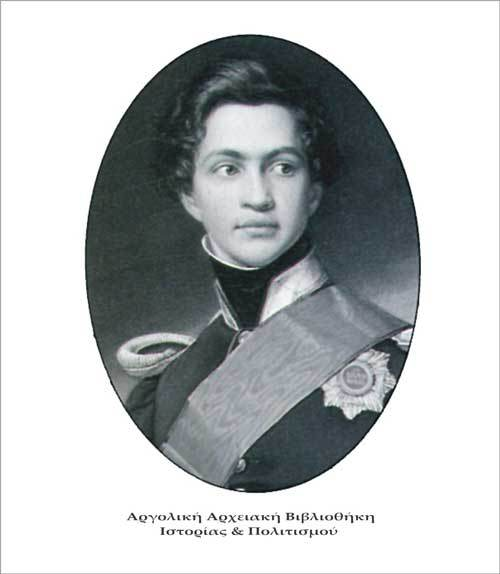 Αργολική Αρχειακή Βιβλιοθήκη
Ιστορίας & Πολιτισμού